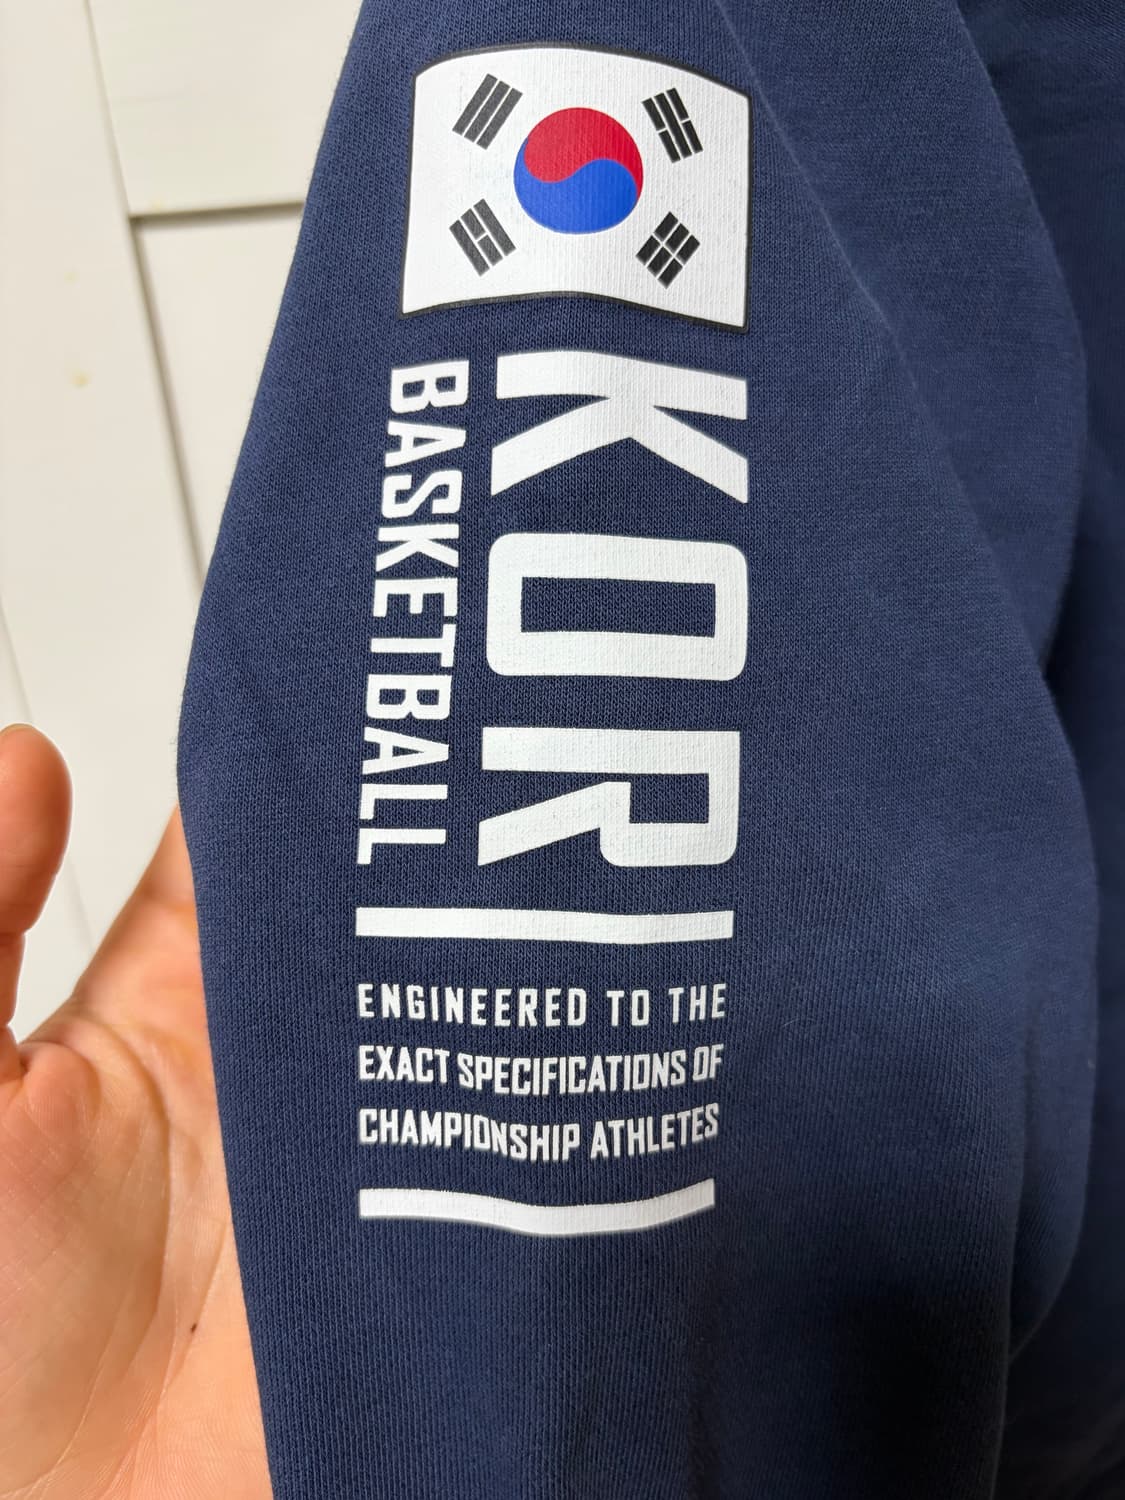 KOR
BASKETBALL
ENGINEERED TO THE
EXACT SPECIFICATIONS OF
CHAMPIONSHIP ATHLETES